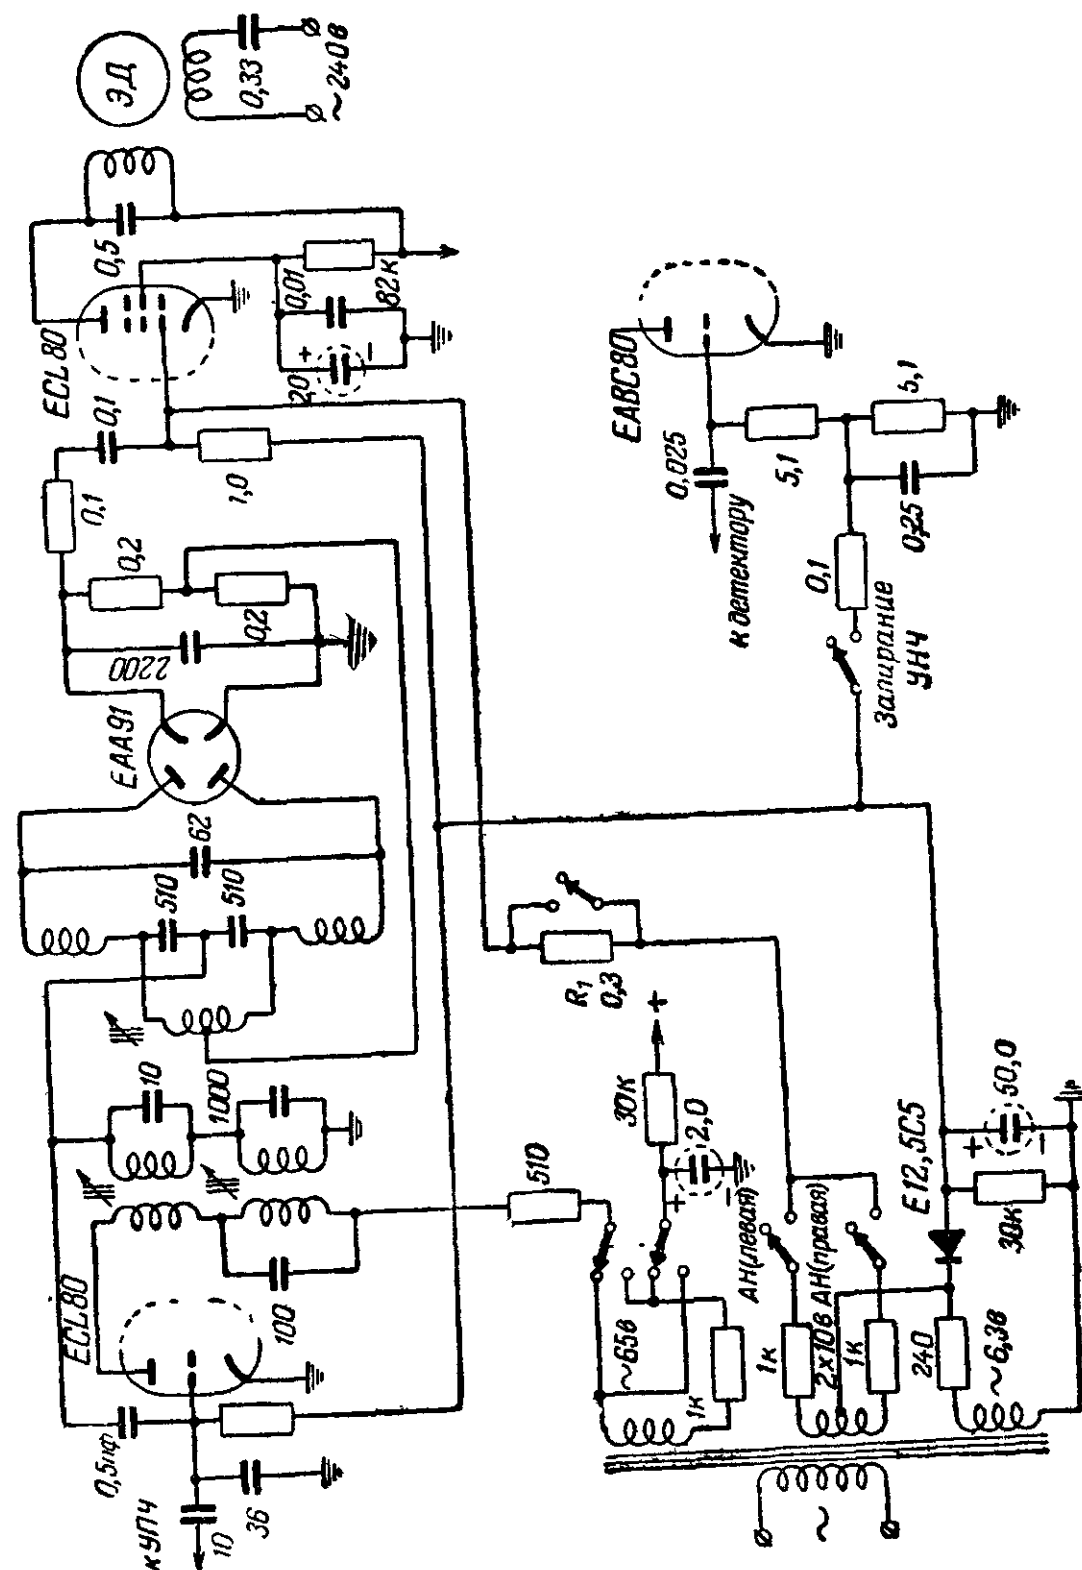 ЭД
0,33
~240в
0,5
ECL80
0,01
82к
20
+
−
0,1
0,1
1,0
0,2
0,2
2200
EAA91
62
510
510
10
1000
ECL80
100
0,5пф
к УПЧ
10
36
EABC80
0,025
к детектору
5,1
5,1
0,25
0,1
Запирание
УНЧ
R₁
0,3
+
30к
2,0
+
−
510
~65в
1к
АН(левая)
АН(правая)
1к
2×10в
1к
E12,5C5
50,0
+
−
30к
240
~6,3в
~